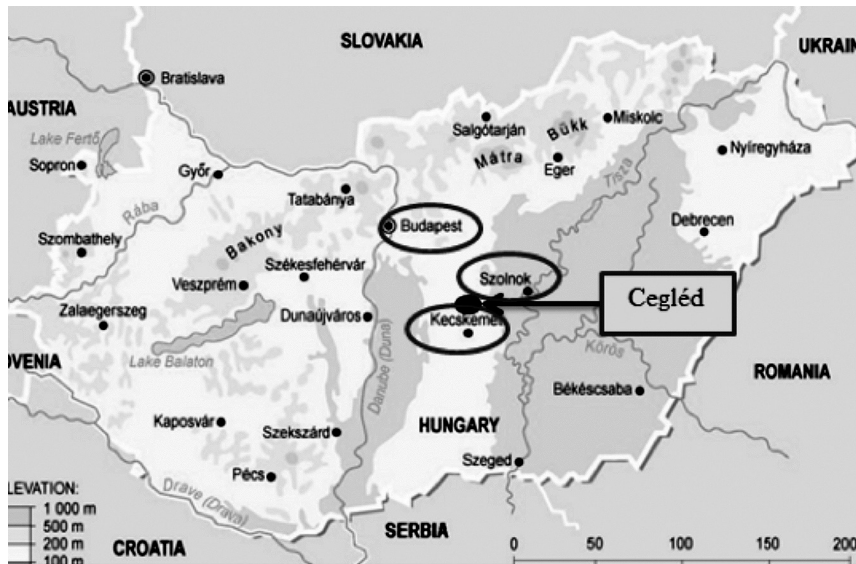 SLOVAKIA
UKRAIN
Bratislava
AUSTRIA
Lake Fertő
Sopron
Győr
Rába
Szombathely
Tatabánya
Bakony
Veszprém
Székesfehérvár
Zalaegerszeg
Dunaújváros
Lake Balaton
OVENIA
Kaposvár
Szekszárd
Pécs
Drave (Drava)
Danube (Duna)
Salgótarján
Bükk
Miskolc
Mátra
Eger
Tisza
Nyíregyháza
Debrecen
Budapest
Szolnok
Cegléd
Kecskemét
Körös
Békéscsaba
ROMANIA
HUNGARY
Szeged
SERBIA
CROATIA
LEVATION:
1 000 m
500 m
200 m
100 m
0 50 100 150 200